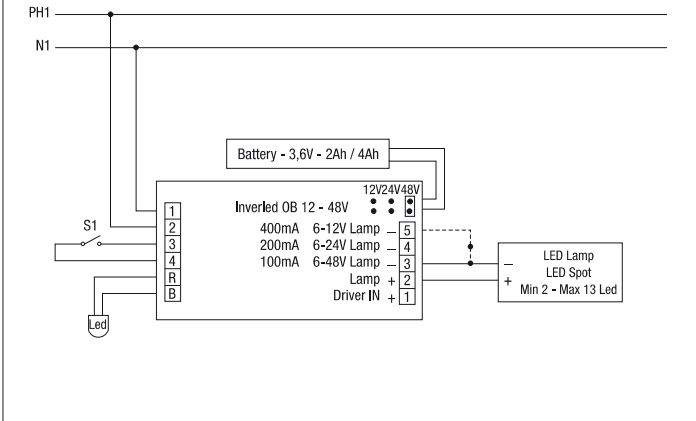 PH1
N1
Battery - 3,6V - 2Ah / 4Ah
12V24V48V
Inverled OB 12 - 48V
1
2
3
4
R
B
S1
Led
400mA 6-12V Lamp _ 5
200mA 6-24V Lamp _ 4
100mA 6-48V Lamp _ 3
Lamp + 2
Driver IN + 1
LED Lamp
LED Spot
Min 2 - Max 13 Led
–
+